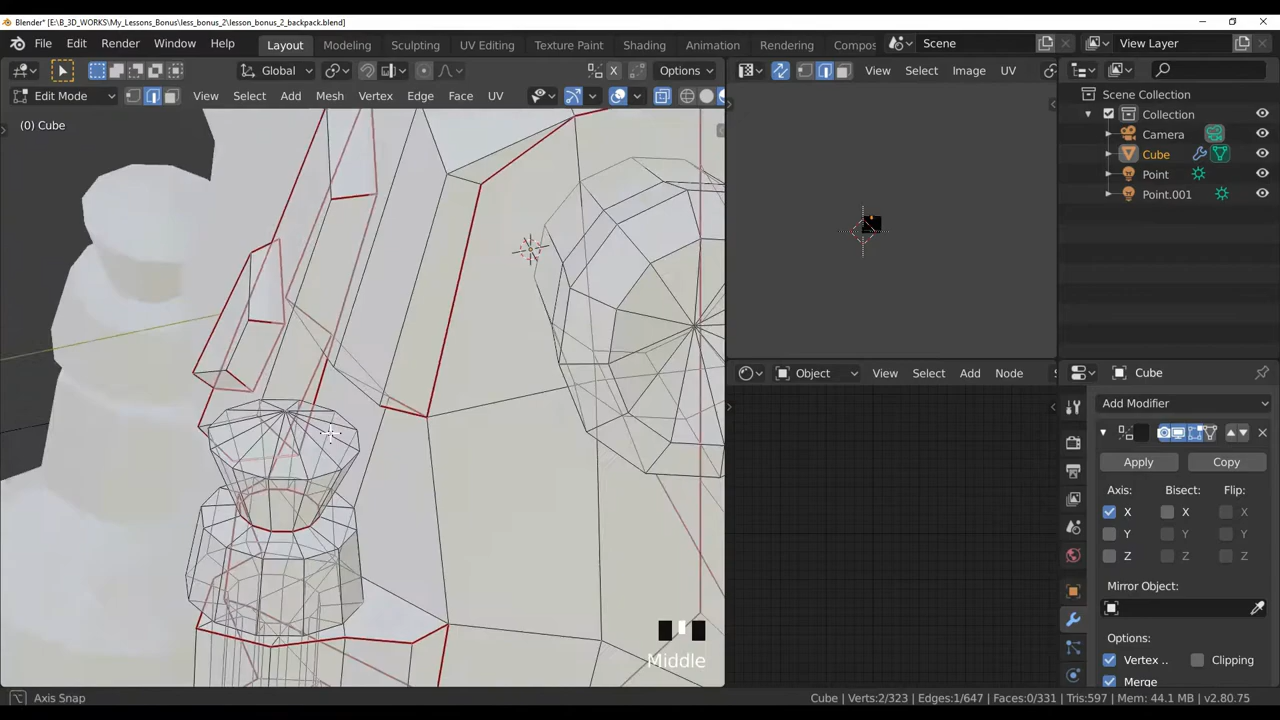 Blender* [E:\B_3D_WORKS\My_Lessons_Bonus\less_bonus_2\lesson_bonus_2_backpack.blend]
File Edit Render Window Help Layout Modeling Sculpting UV Editing Texture Paint Shading Animation Rendering Compos Scene View Layer
Global Options View Select Image UV
Edit Mode View Select Add Mesh Vertex Edge Face UV
(0) Cube
Scene Collection
Collection
Camera
Cube
Point
Point.001
Object View Select Add Node
Cube
Add Modifier
Apply Copy
Axis: Bisect: Flip:
X X X
Y Y Y
Z Z Z
Mirror Object:
Options:
Vertex .. Clipping
Merge
Middle
Axis Snap
Cube | Verts:2/323 | Edges:1/647 | Faces:0/331 | Tris:597 | Mem: 44.1 MB | v2.80.75